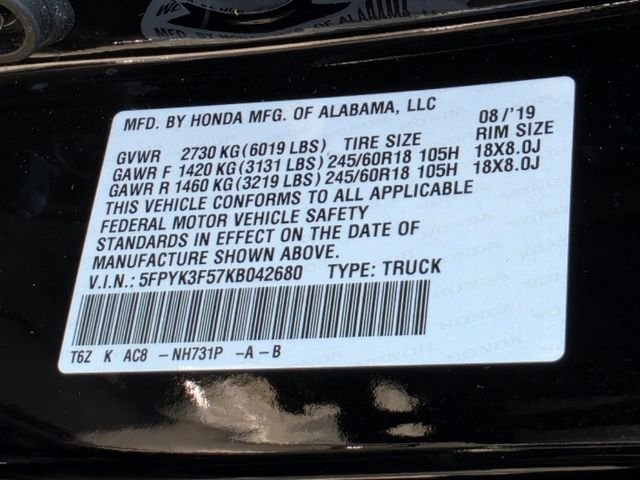 MFD. BY HONDA MFG. OF ALABAMA, LLC 08/'19
GVWR 2730 KG(6019 LBS) TIRE SIZE RIM SIZE
GAWR F 1420 KG(3131 LBS) 245/60R18 105H 18X8.0J
GAWR R 1460 KG(3219 LBS) 245/60R18 105H 18X8.0J
THIS VEHICLE CONFORMS TO ALL APPLICABLE
FEDERAL MOTOR VEHICLE SAFETY
STANDARDS IN EFFECT ON THE DATE OF
MANUFACTURE SHOWN ABOVE.
V.I.N.: 5FPYK3F57KB042680 TYPE: TRUCK
T6Z K AC8 -NH731P -A-B